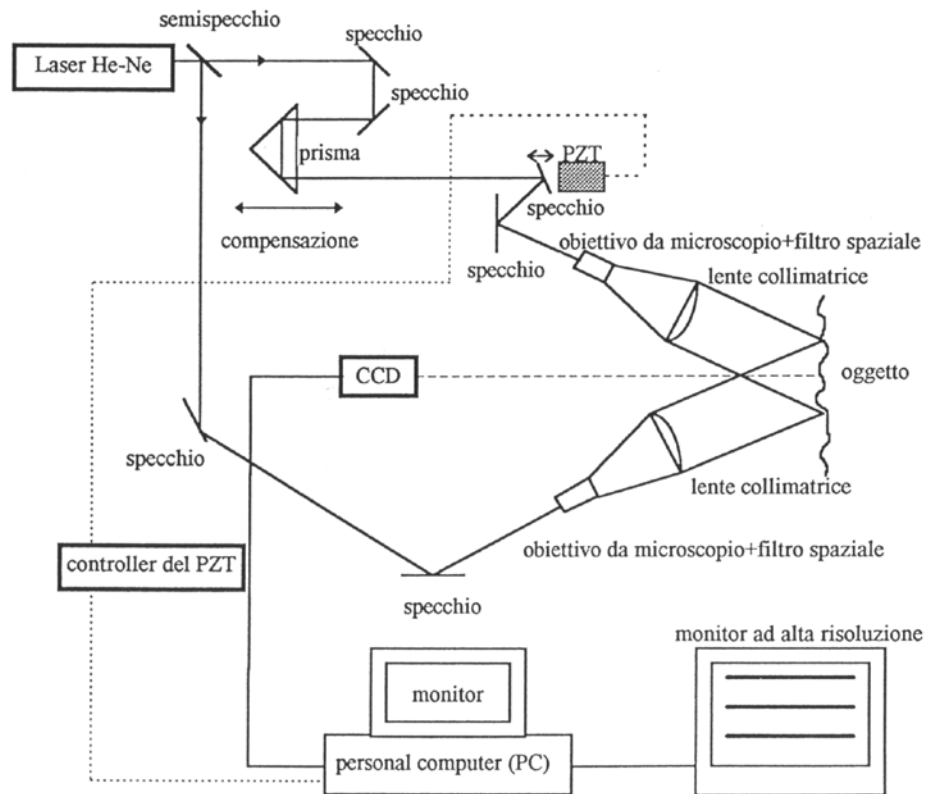 semispecchio
specchio
Laser He-Ne
specchio
prisma
PZT
specchio
compensazione
obiettivo da microscopio+filtro spaziale
specchio
lente collimatrice
CCD
oggetto
specchio
lente collimatrice
obiettivo da microscopio+filtro spaziale
controller del PZT
specchio
monitor ad alta risoluzione
monitor
personal computer (PC)